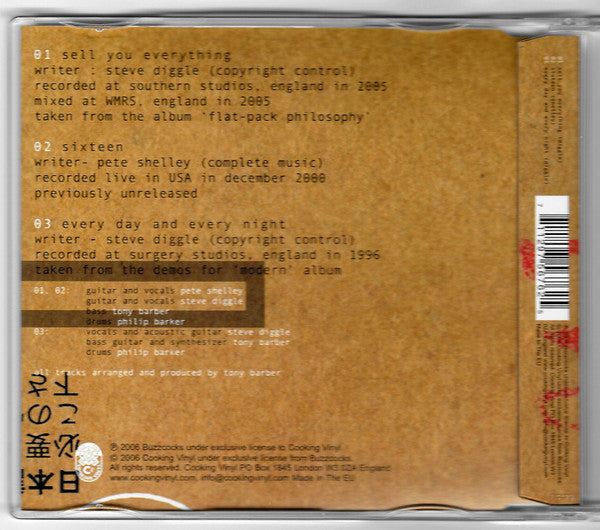 01 sell you everything
writer : steve diggle (copyright control)
recorded at southern studios, england in 2005
mixed at WMRS, england in 2005
taken from the album 'flat-pack philosophy'
02 sixteen
writer- pete shelley (complete music)
recorded live in USA in december 2000
previously unreleased
03 every day and every night
writer - steve diggle (copyright control)
recorded at surgery studios, england in 1996
taken from the demos for 'modern' album
01. 02: guitar and vocals pete shelley
guitar and vocals steve diggle
bass tony barber
drums philip barker
03: vocals and acoustic guitar steve diggle
bass guitar and synthesizer tony barber
drums philip barker
all tracks arranged and produced by tony barber
日本
必要
このさ
下
℗ 2006 Buzzcocks under exclusive license to Cooking Vinyl
© 2006 Cooking Vinyl under exclusive license from Buzzcocks.
All rights reserved. Cooking Vinyl PO Box 1845 London W3 0ZA England
www.cookingvinyl.com, info@cookingvinyl.com Made in The EU